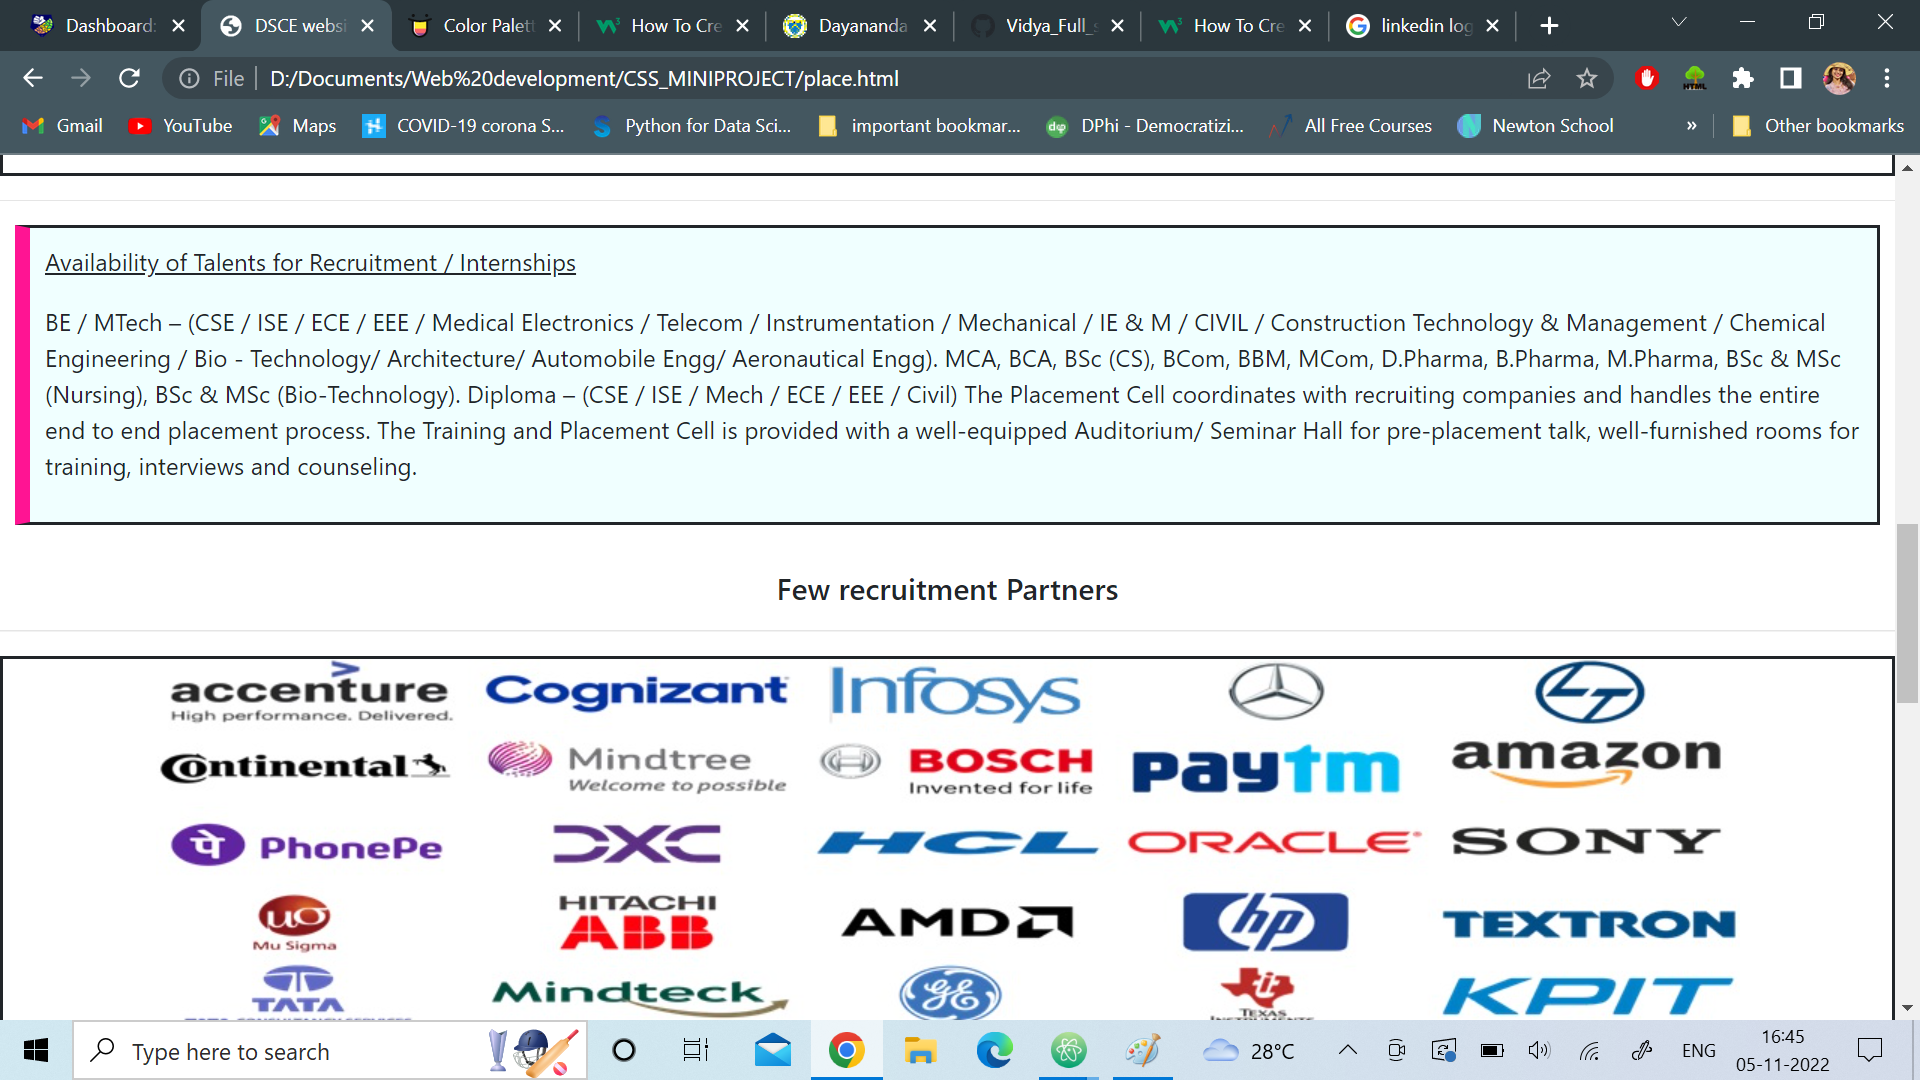 Dashboard:
DSCE websi
Color Palett
How To Cre
Dayananda
Vidya_Full_s
How To Cre
linkedin log
File
D:/Documents/Web%20development/CSS_MINIPROJECT/place.html
Gmail
YouTube
Maps
COVID-19 corona S...
Python for Data Sci...
important bookmar...
DPhi - Democratizi...
All Free Courses
Newton School
»
Other bookmarks
Availability of Talents for Recruitment / Internships
BE / MTech – (CSE / ISE / ECE / EEE / Medical Electronics / Telecom / Instrumentation / Mechanical / IE & M / CIVIL / Construction Technology & Management / Chemical
Engineering / Bio - Technology/ Architecture/ Automobile Engg/ Aeronautical Engg). MCA, BCA, BSc (CS), BCom, BBM, MCom, D.Pharma, B.Pharma, M.Pharma, BSc & MSc
(Nursing), BSc & MSc (Bio-Technology). Diploma – (CSE / ISE / Mech / ECE / EEE / Civil) The Placement Cell coordinates with recruiting companies and handles the entire
end to end placement process. The Training and Placement Cell is provided with a well-equipped Auditorium/ Seminar Hall for pre-placement talk, well-furnished rooms for
training, interviews and counseling.
Few recruitment Partners
accenture
High performance. Delivered.
Cognizant
Infosys
LT
Continental
Mindtree
Welcome to possible
BOSCH
Invented for life
paytm
amazon
पे PhonePe
DXC
HCL
ORACLE
SONY
uo
Mu Sigma
HITACHI
ABB
AMD
hp
TEXTRON
TATA
Mindteck
GE
ti
TEXAS
KPIT
Type here to search
28°C
ENG
16:45
05-11-2022